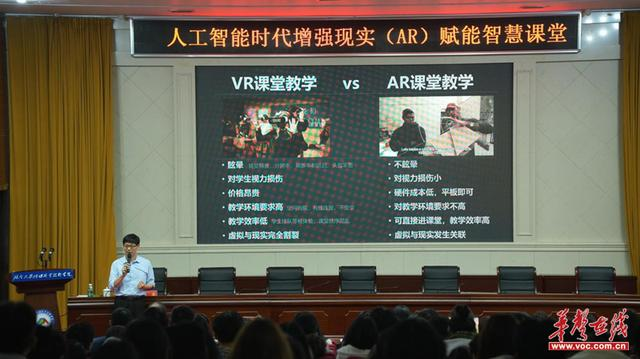 人工智能时代增强现实（AR）赋能智慧课堂
VR课堂教学 vs AR课堂教学
• 眩晕
• 对学生视力损伤
• 价格昂贵
• 教学环境要求高
• 教学效率低
• 虚拟与现实完全割裂
• 不眩晕
• 对视力损伤小
• 硬件成本低，平板即可
• 对教学环境要求不高
• 可直接进课堂，教学效率高
• 虚拟与现实发生关联
华声在线
www.voc.com.cn